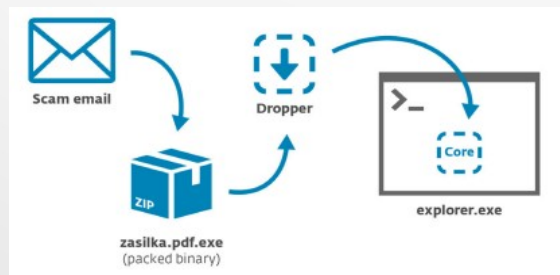 Scam email
ZIP
zasilka.pdf.exe
(packed binary)
Dropper
>_
Core
explorer.exe